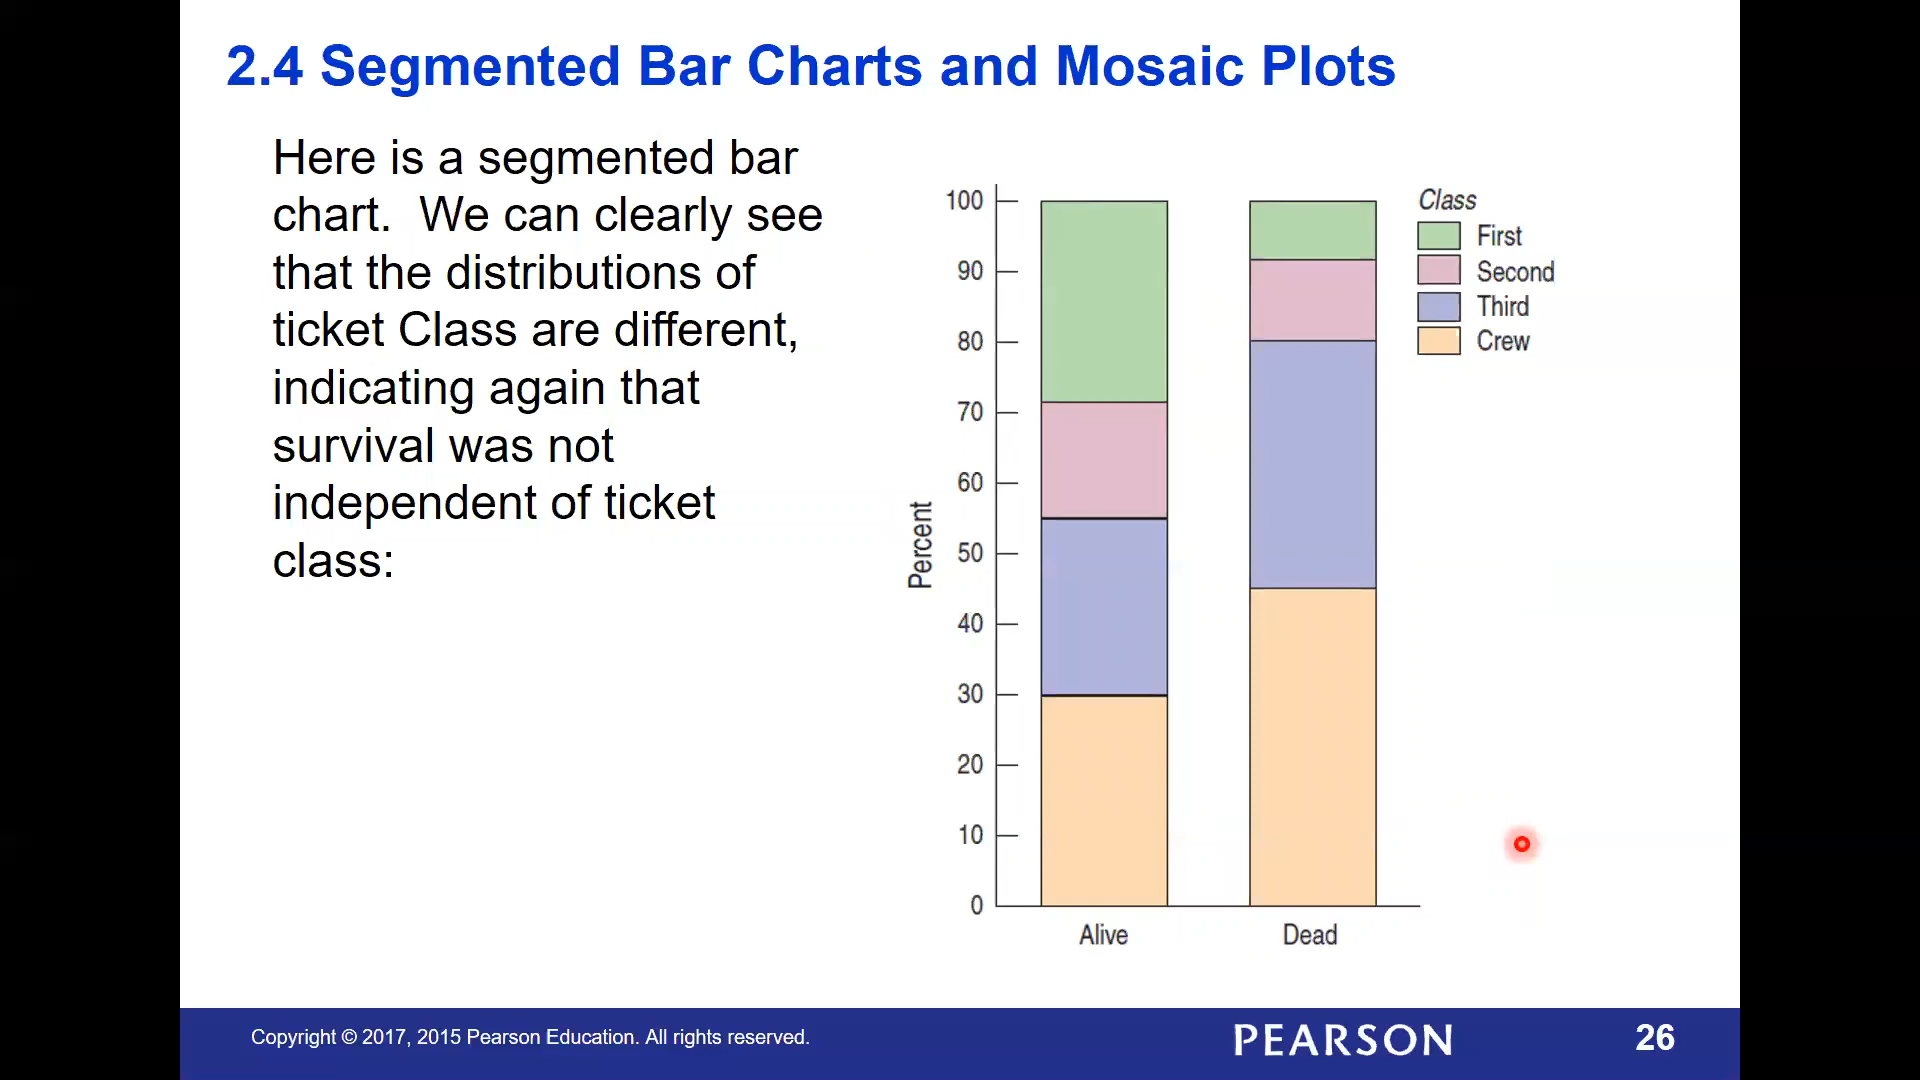 2.4 Segmented Bar Charts and Mosaic Plots
Here is a segmented bar
chart.  We can clearly see
that the distributions of
ticket Class are different,
indicating again that
survival was not
independent of ticket
class:
Percent
100
90
80
70
60
50
40
30
20
10
0
Alive
Dead
Class
First
Second
Third
Crew
Copyright © 2017, 2015 Pearson Education. All rights reserved.
PEARSON
26